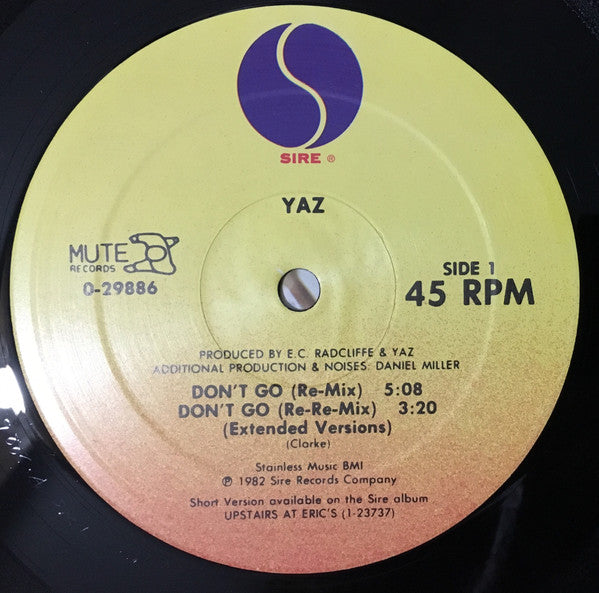 SIRE ®
YAZ
MUTE
RECORDS
0-29886
SIDE 1
45 RPM
PRODUCED BY E.C. RADCLIFFE & YAZ
ADDITIONAL PRODUCTION & NOISES: DANIEL MILLER
DON'T GO (Re-Mix) 5:08
DON'T GO (Re-Re-Mix) 3:20
(Extended Versions)
(Clarke)
Stainless Music BMI
℗ 1982 Sire Records Company
Short Version available on the Sire album
UPSTAIRS AT ERIC'S (1-23737)